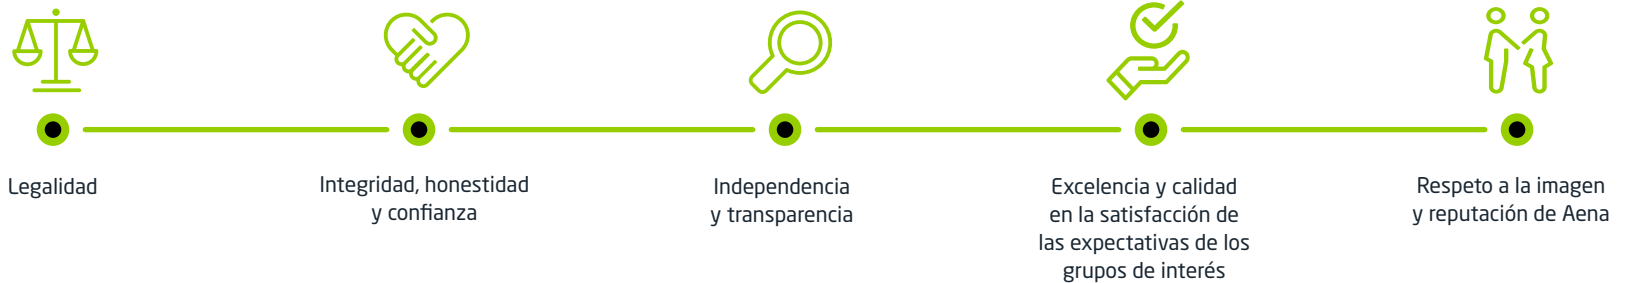 Legalidad
Integridad, honestidad
y confianza
Independencia
y transparencia
Excelencia y calidad
en la satisfacción de
las expectativas de los
grupos de interés
Respeto a la imagen
y reputación de Aena